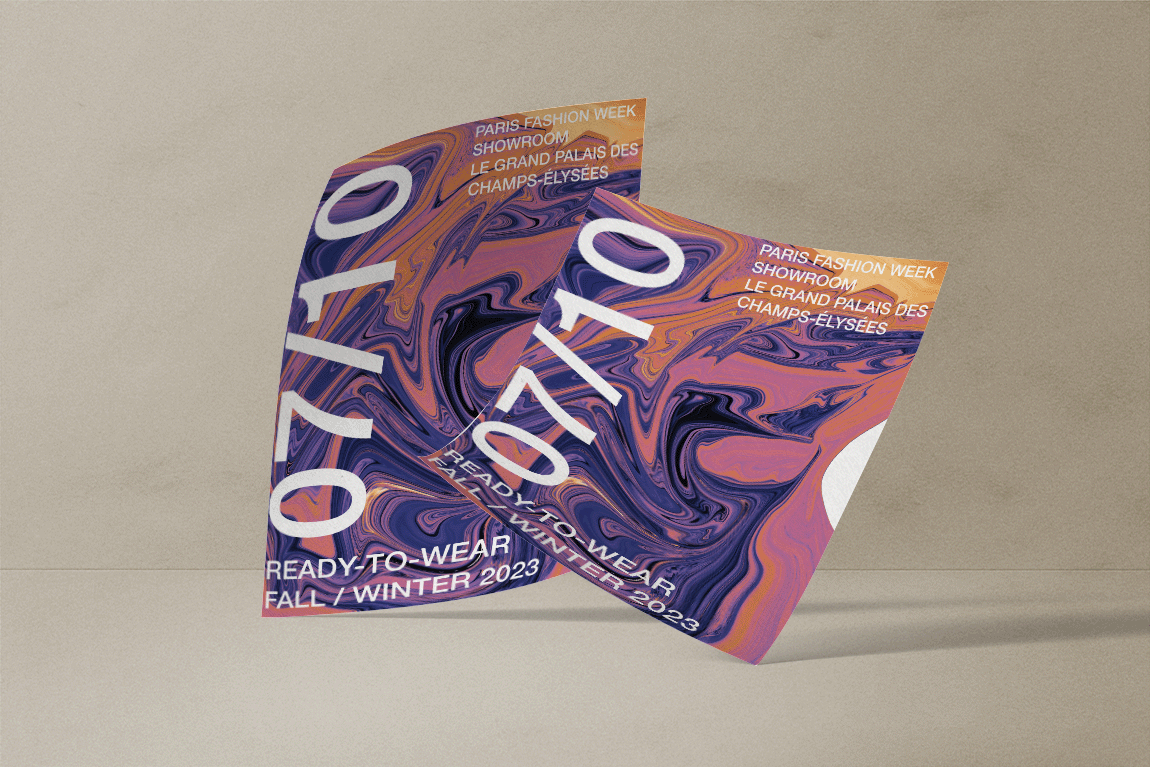 PARIS FASHION WEEK
SHOWROOM
LE GRAND PALAIS DES
CHAMPS-ÉLYSÉES
07/10
READY-TO-WEAR
FALL / WINTER 2023
PARIS FASHION WEEK
SHOWROOM
LE GRAND PALAIS DES
CHAMPS-ÉLYSÉES
07/10
READY-TO-WEAR
FALL / WINTER 2023